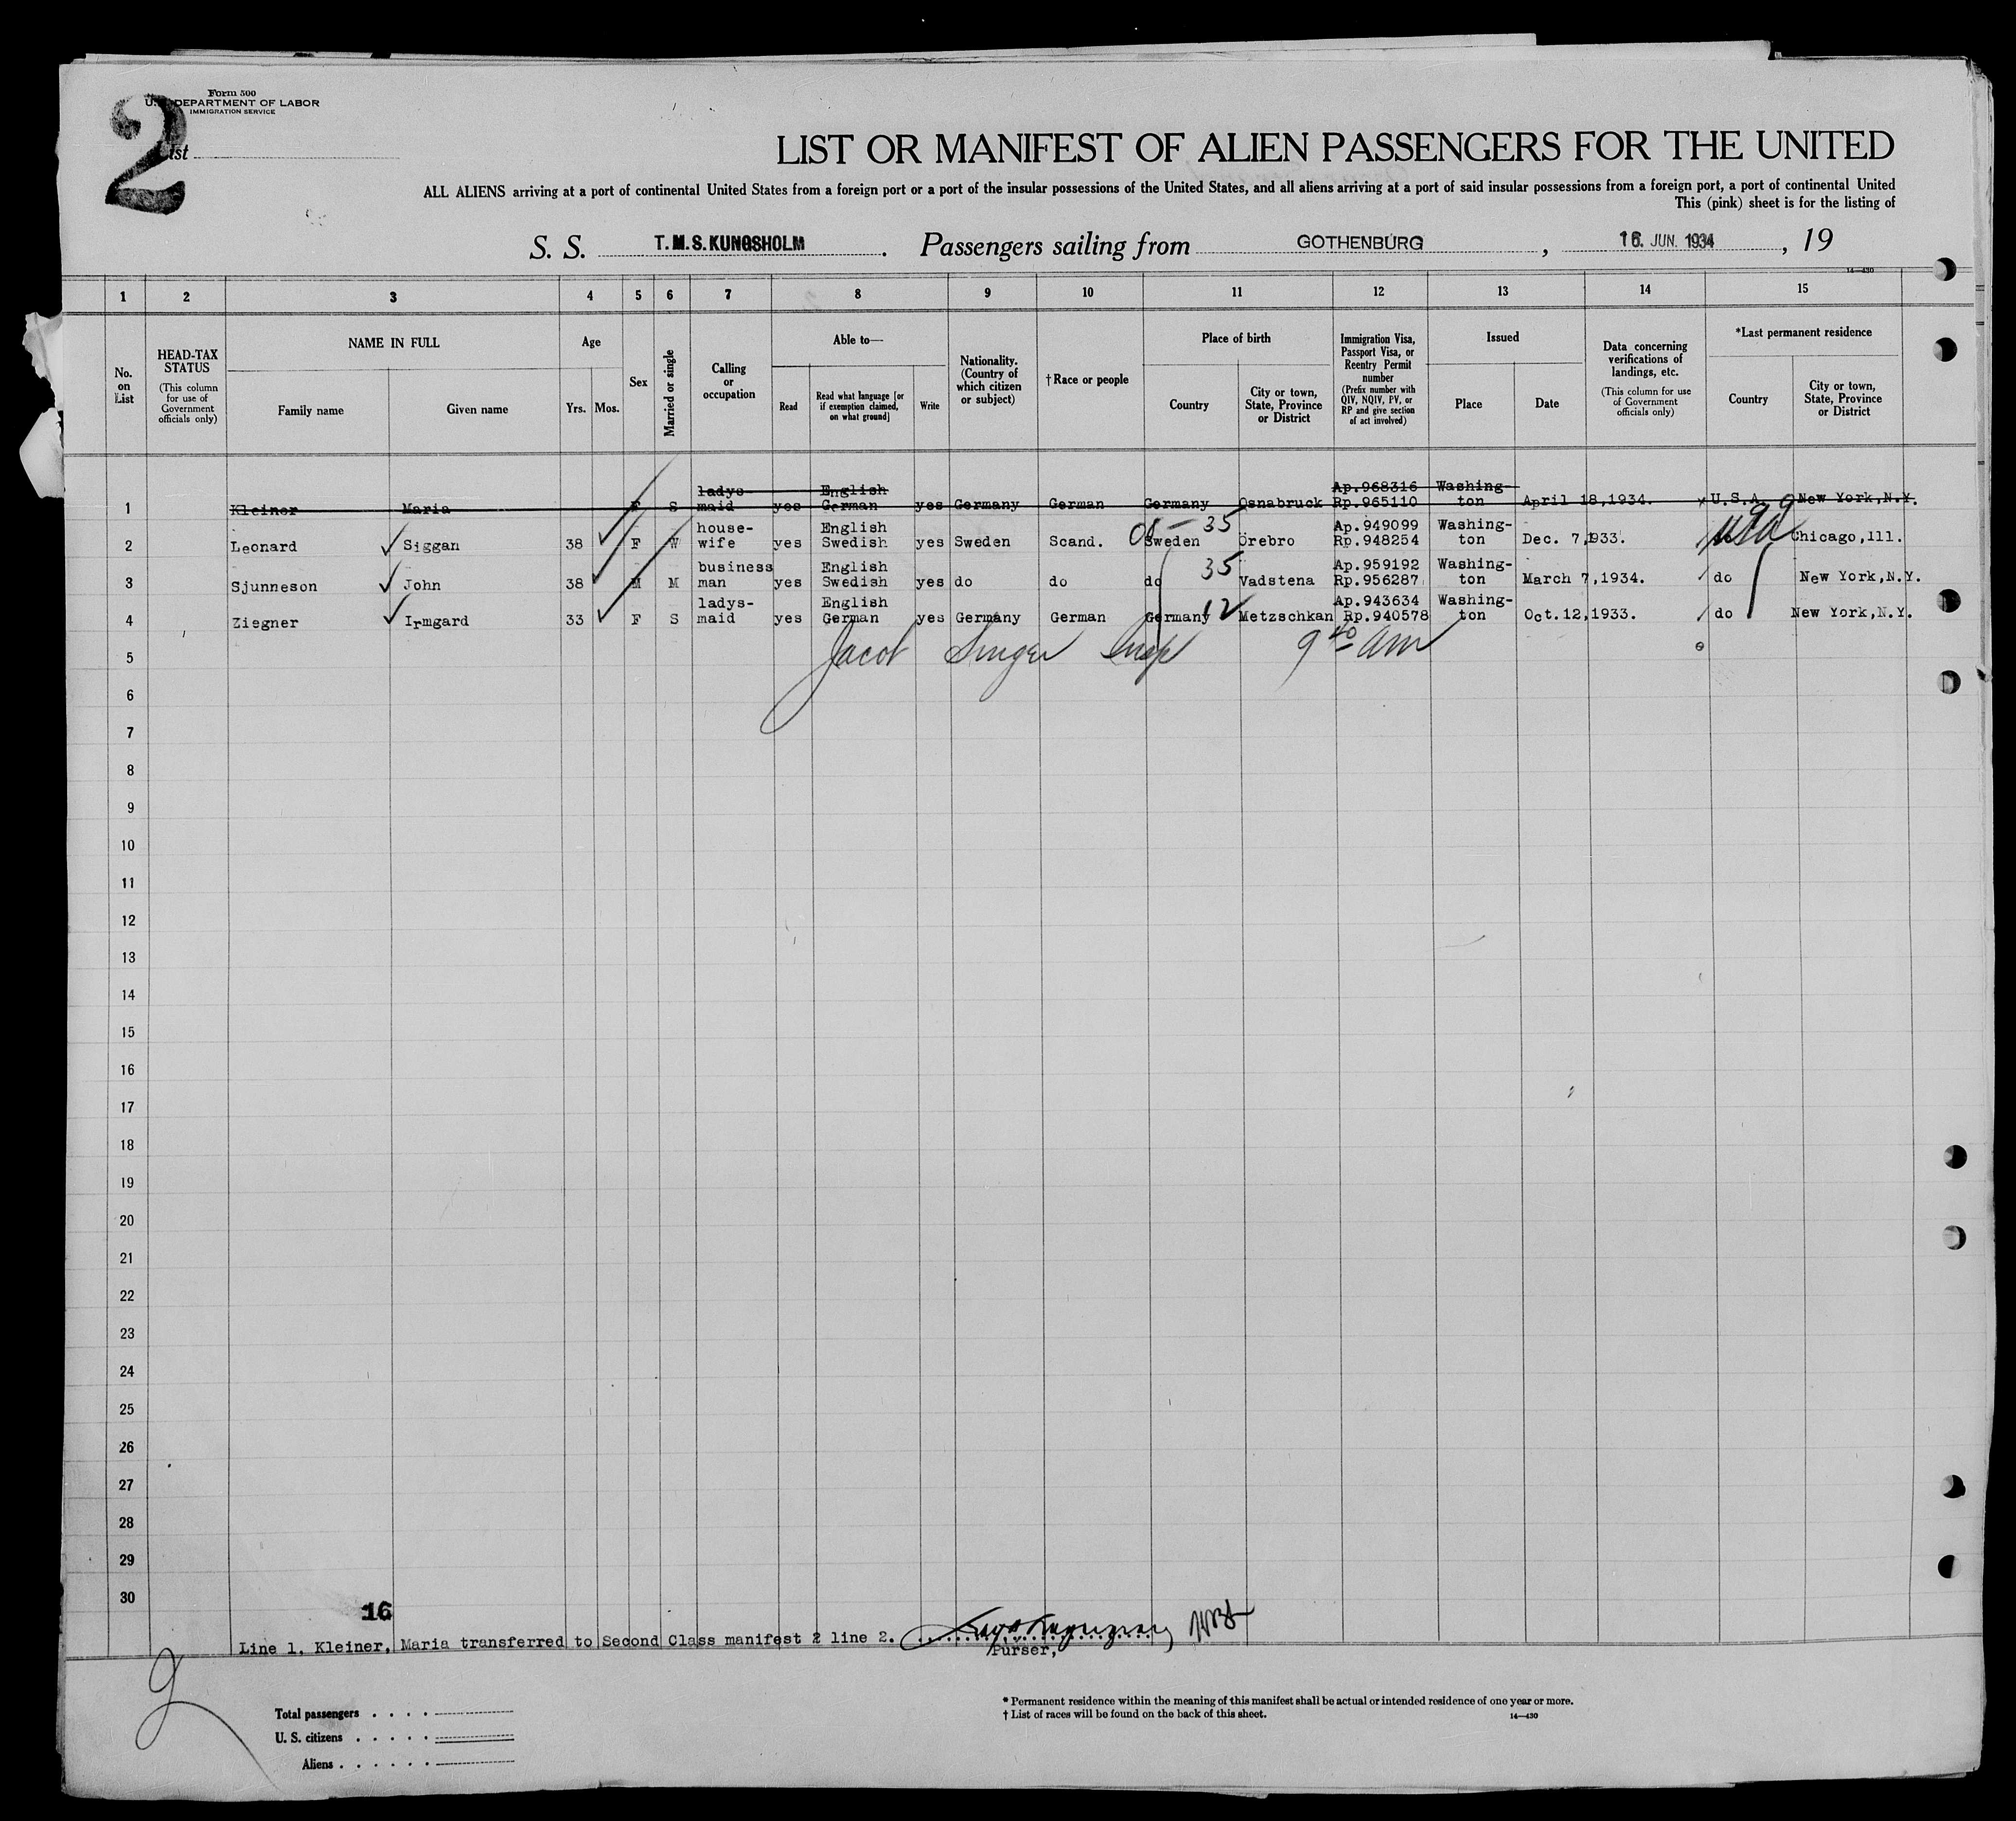 Form 500
U. S. DEPARTMENT OF LABOR
IMMIGRATION SERVICE
2
List
LIST OR MANIFEST OF ALIEN PASSENGERS FOR THE UNITED
ALL ALIENS arriving at a port of continental United States from a foreign port or a port of the insular possessions of the United States, and all aliens arriving at a port of said insular possessions from a foreign port, a port of continental United
This (pink) sheet is for the listing of
S. S. T.M.S.KUNGSHOLM. Passengers sailing from GOTHENBURG, 16. JUN. 1934, 19
14—430
1 2 3 4 5 6 7 8 9 10 11 12 13 14 15
No. on List
HEAD-TAX STATUS (This column for use of Government officials only)
NAME IN FULL
Family name Given name
Age
Yrs. Mos.
Sex
Married or single
Calling or occupation
Able to—
Read
Read what language [or if exemption claimed, on what ground]
Write
Nationality. (Country of which citizen or subject)
†Race or people
Place of birth
Country
City or town, State, Province or District
Immigration Visa, Passport Visa, or Reentry Permit number (Prefix number with QIV, NQIV, PV, or RP and give section of act involved)
Issued
Place Date
Data concerning verifications of landings, etc. (This column for use of Government officials only)
*Last permanent residence
Country
City or town, State, Province or District
ladys- English Ap.968316 Washing-
1 Kleiner Maria F S maid yes German yes Germany German Germany Osnabruck Rp.965110 ton April 18,1934. U.S.A. New York,N.Y.
house- English 35 Ap.949099 Washing- USA
2 Leonard Siggan 38 F W wife yes Swedish yes Sweden Scand. Sweden Örebro Rp.948254 ton Dec. 7,1933. Chicago,Ill.
business English 35 Ap.959192 Washing-
3 Sjunneson John 38 M M man yes Swedish yes do do do Vadstena Rp.956287 ton March 7,1934. do New York,N.Y.
ladys- English Ap.943634 Washing-
4 Ziegner Irmgard 33 F S maid yes German yes Germany German Germany 12 Metzschkan Rp.940578 ton Oct.12,1933. do New York,N.Y.
5 Jacob Singer Insp 9 40 am
6
7
8
9
10
11
12
13
14
15
16
17
18
19
20
21
22
23
24
25
26
27
28
29
30
16
Line 1. Kleiner, Maria transferred to Second Class manifest 2 line 2.
Purser,
2
Total passengers
U. S. citizens
Aliens
* Permanent residence within the meaning of this manifest shall be actual or intended residence of one year or more.
† List of races will be found on the back of this sheet.
14—430